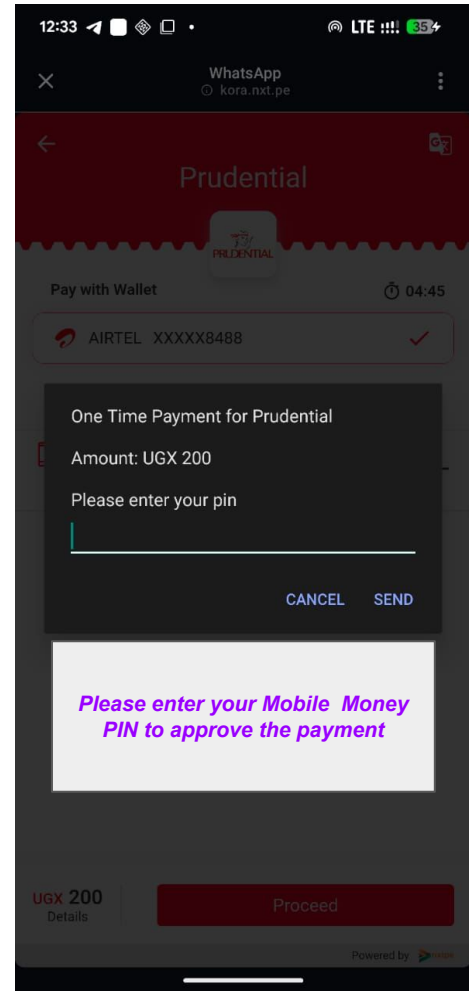 12:33
LTE
35
WhatsApp
kora.nxt.pe
Prudential
PRUDENTIAL
Pay with Wallet
04:45
AIRTEL XXXXX8488
One Time Payment for Prudential
Amount: UGX 200
Please enter your pin
CANCEL SEND
Please enter your Mobile Money
PIN to approve the payment
UGX 200
Details
Proceed
Powered by